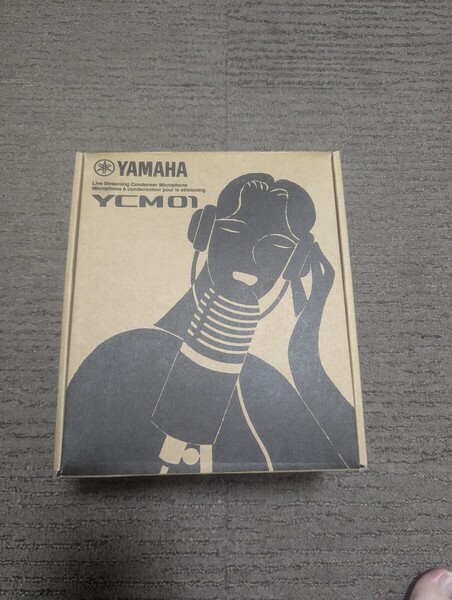 YAMAHA
Live Streaming Condenser Microphone
Microphone à condensateur pour le streaming
YCM01